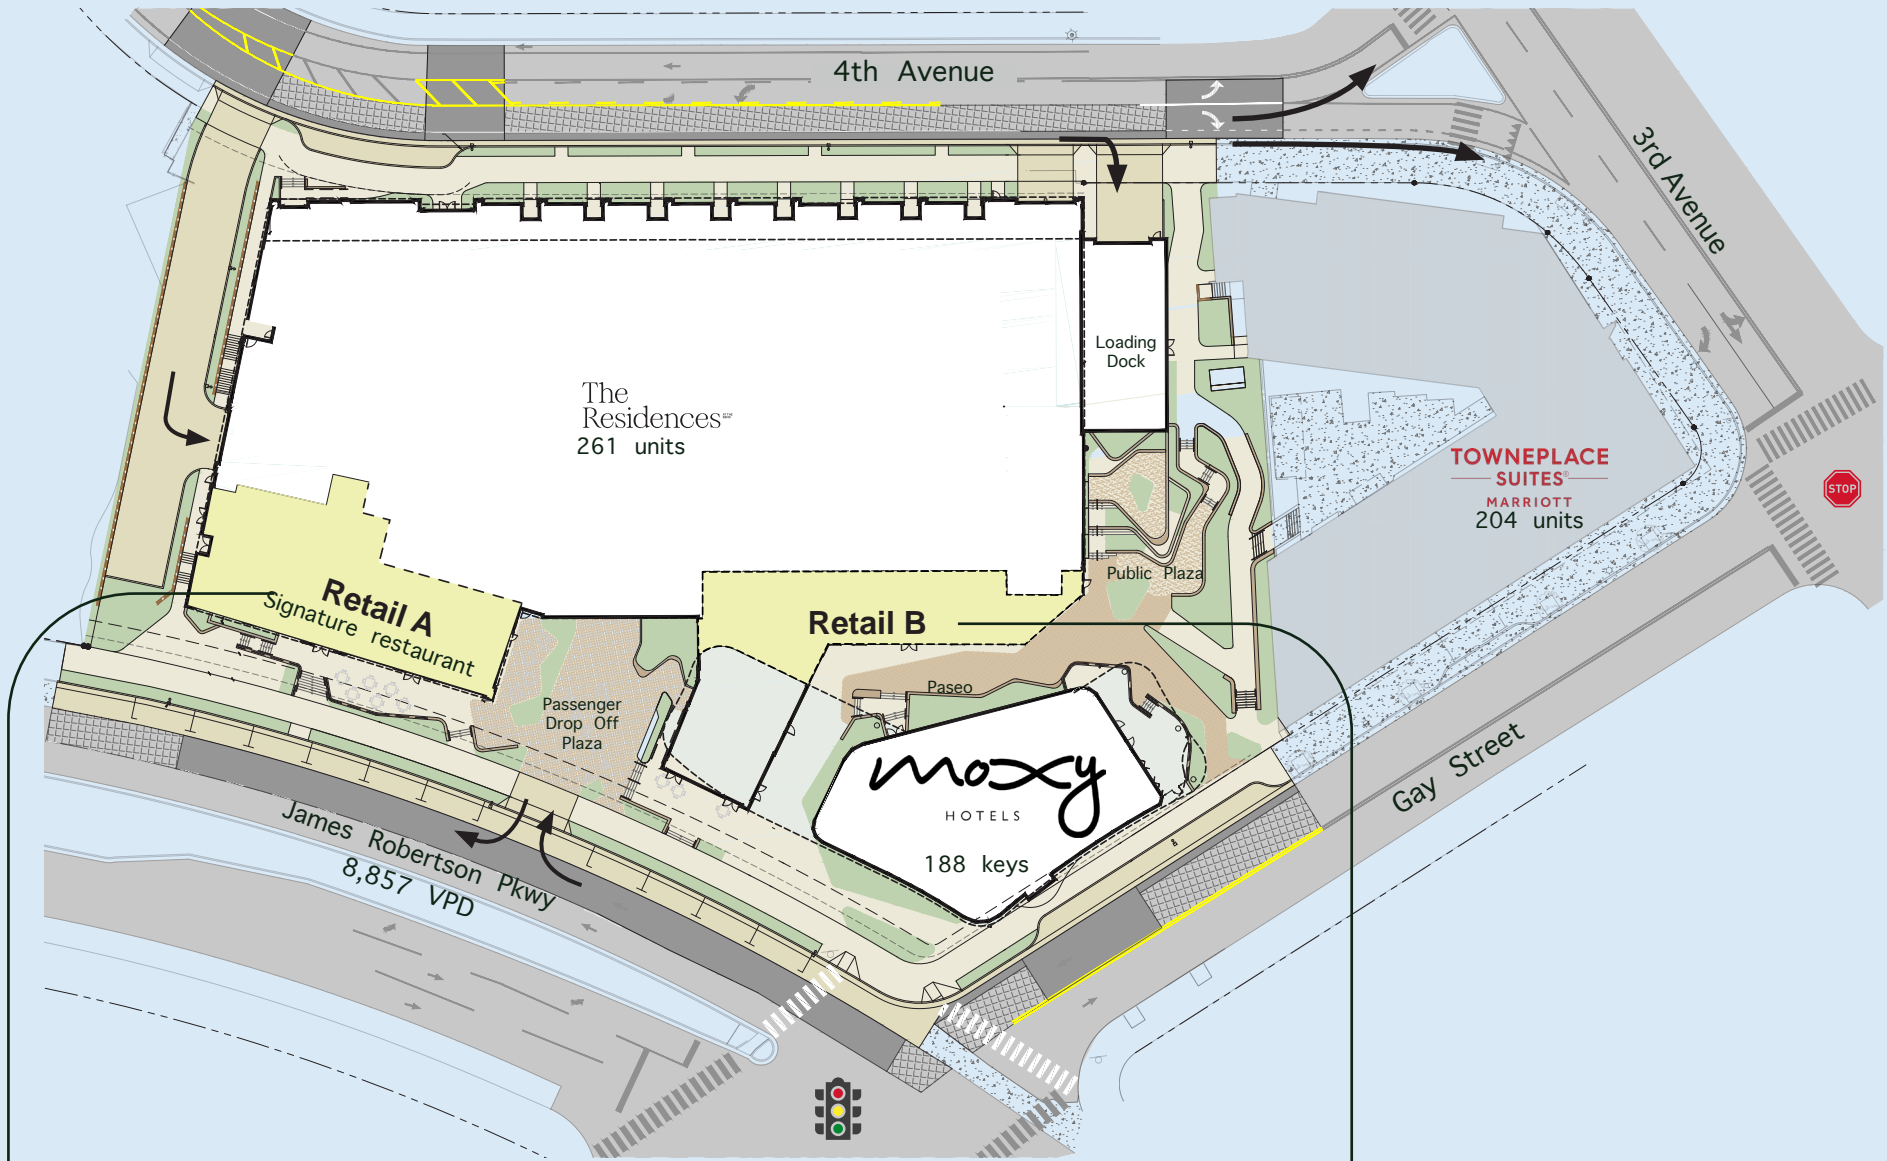 4th Avenue
3rd Avenue
Loading
Dock
The
Residences
261 units
TOWNEPLACE
SUITES®
MARRIOTT
204 units
STOP
Public Plaza
Retail A
Signature restaurant
Retail B
Paseo
Passenger
Drop Off
Plaza
moxy
HOTELS
188 keys
Gay Street
James Robertson Pkwy
8,857 VPD